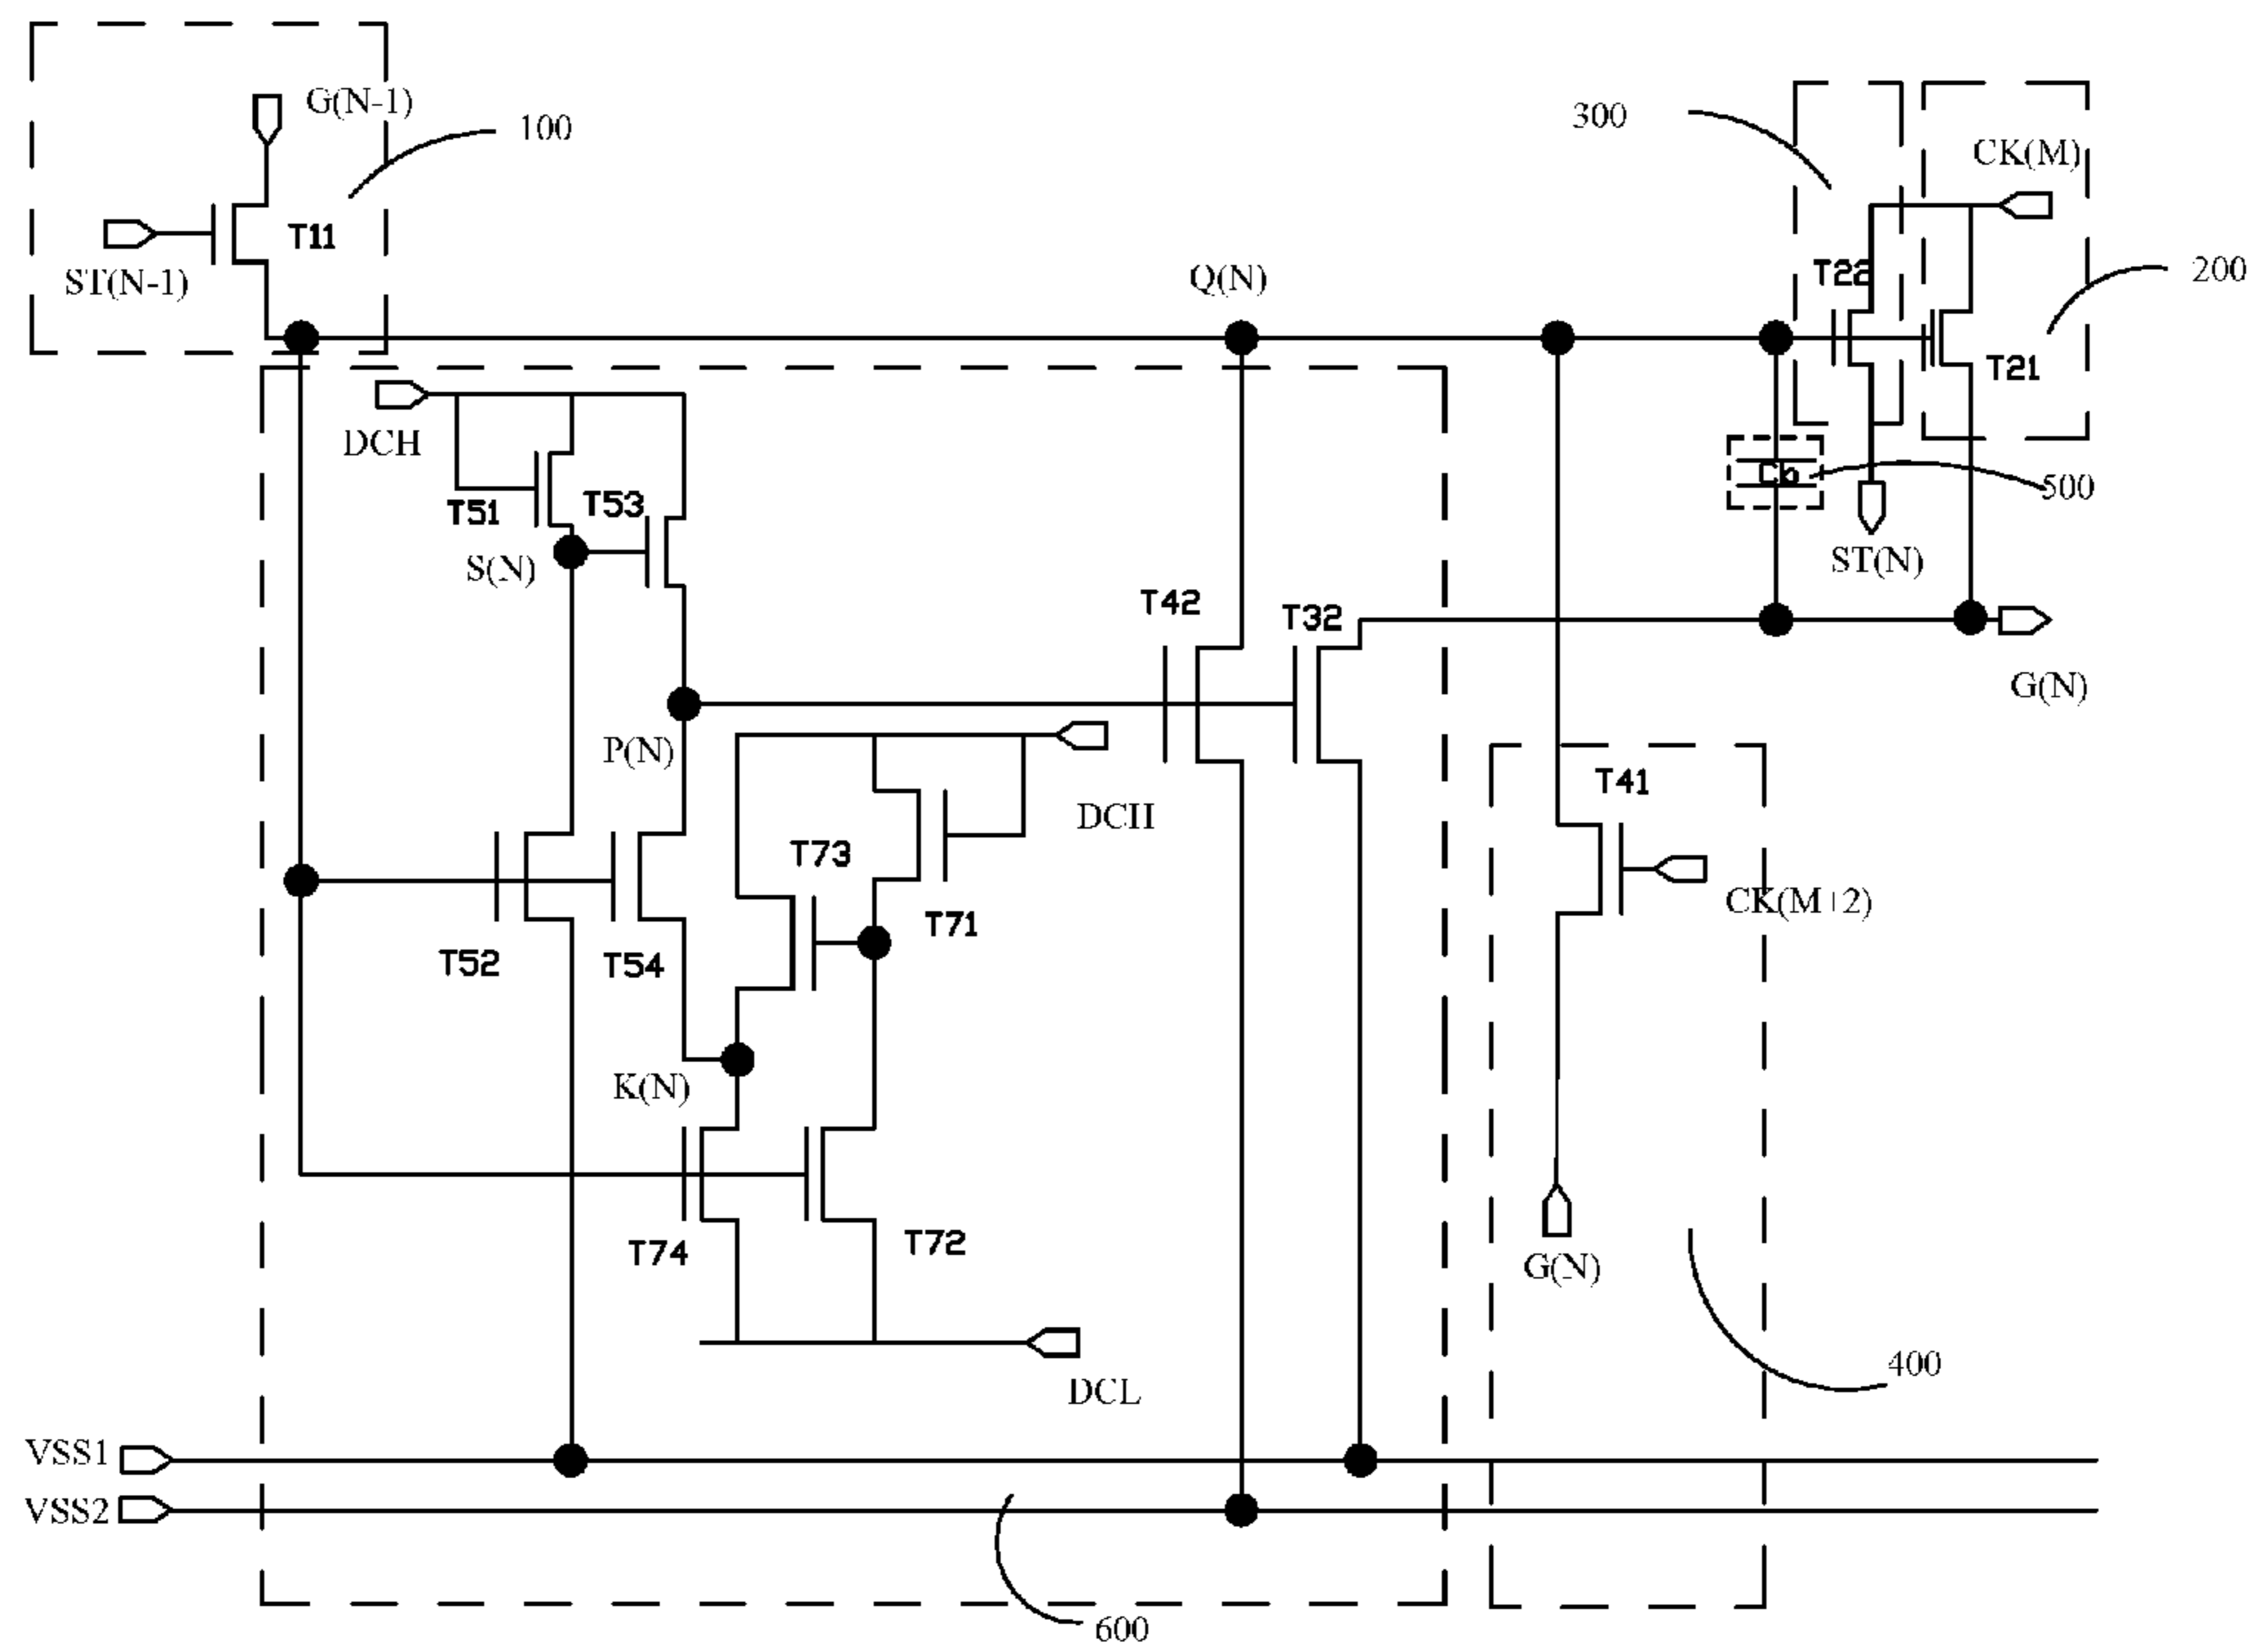 G(N-1)
100
T11
ST(N-1)
300
CK(M)
Q(N)
T22
200
T21
DCH
T51
T53
S(N)
Cb
500
ST(N)
T42
T32
G(N)
P(N)
DCH
T41
T73
T71
CK(M+2)
T52
T54
K(N)
T74
T72
G(N)
DCL
400
VSS1
VSS2
600